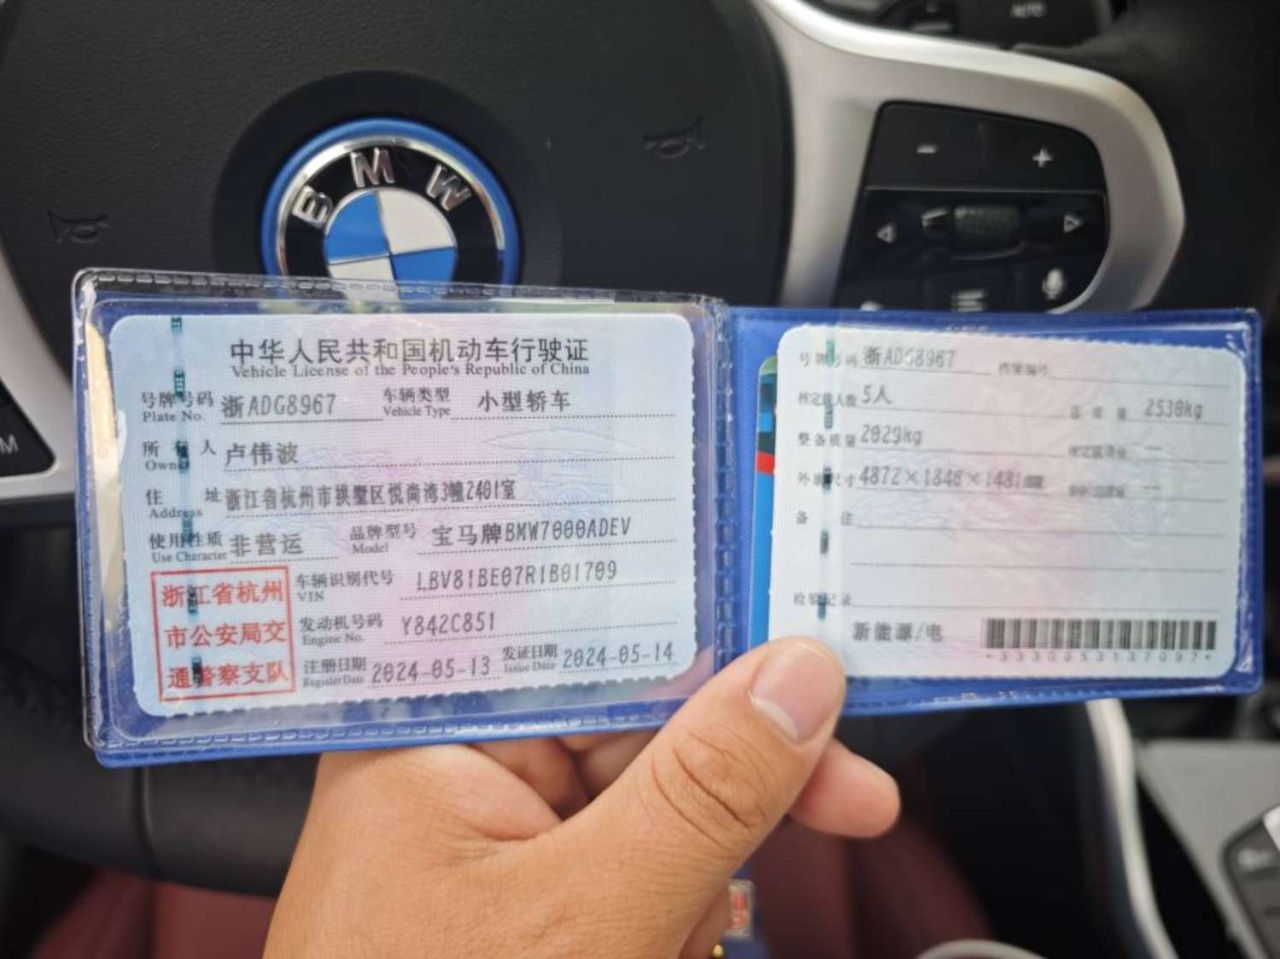 AUTO
BMW
中华人民共和国机动车行驶证
Vehicle License of the People's Republic of China
号牌号码 浙ADG8967 车辆类型 小型轿车
Plate No. Vehicle Type
所有人 卢伟波
Owner
住址 浙江省杭州市拱墅区悦尚湾3幢2401室
Address
使用性质 非营运 品牌型号 宝马牌BMW7000ADEV
Use Character Model
浙江省杭州
市公安局交
通警察支队
车辆识别代号 LBV81BE07R1B01709
VIN
发动机号码 Y842C851
Engine No.
注册日期 2024-05-13 发证日期 2024-05-14
Register Date Issue Date
号牌号码 浙ADG8967 档案编号
核定载人数 5人 总质量 2530kg
整备质量 2029kg 核定载质量 --
外廓尺寸 4872×1846×1481mm --
备注
检验记录
新能源/电
M